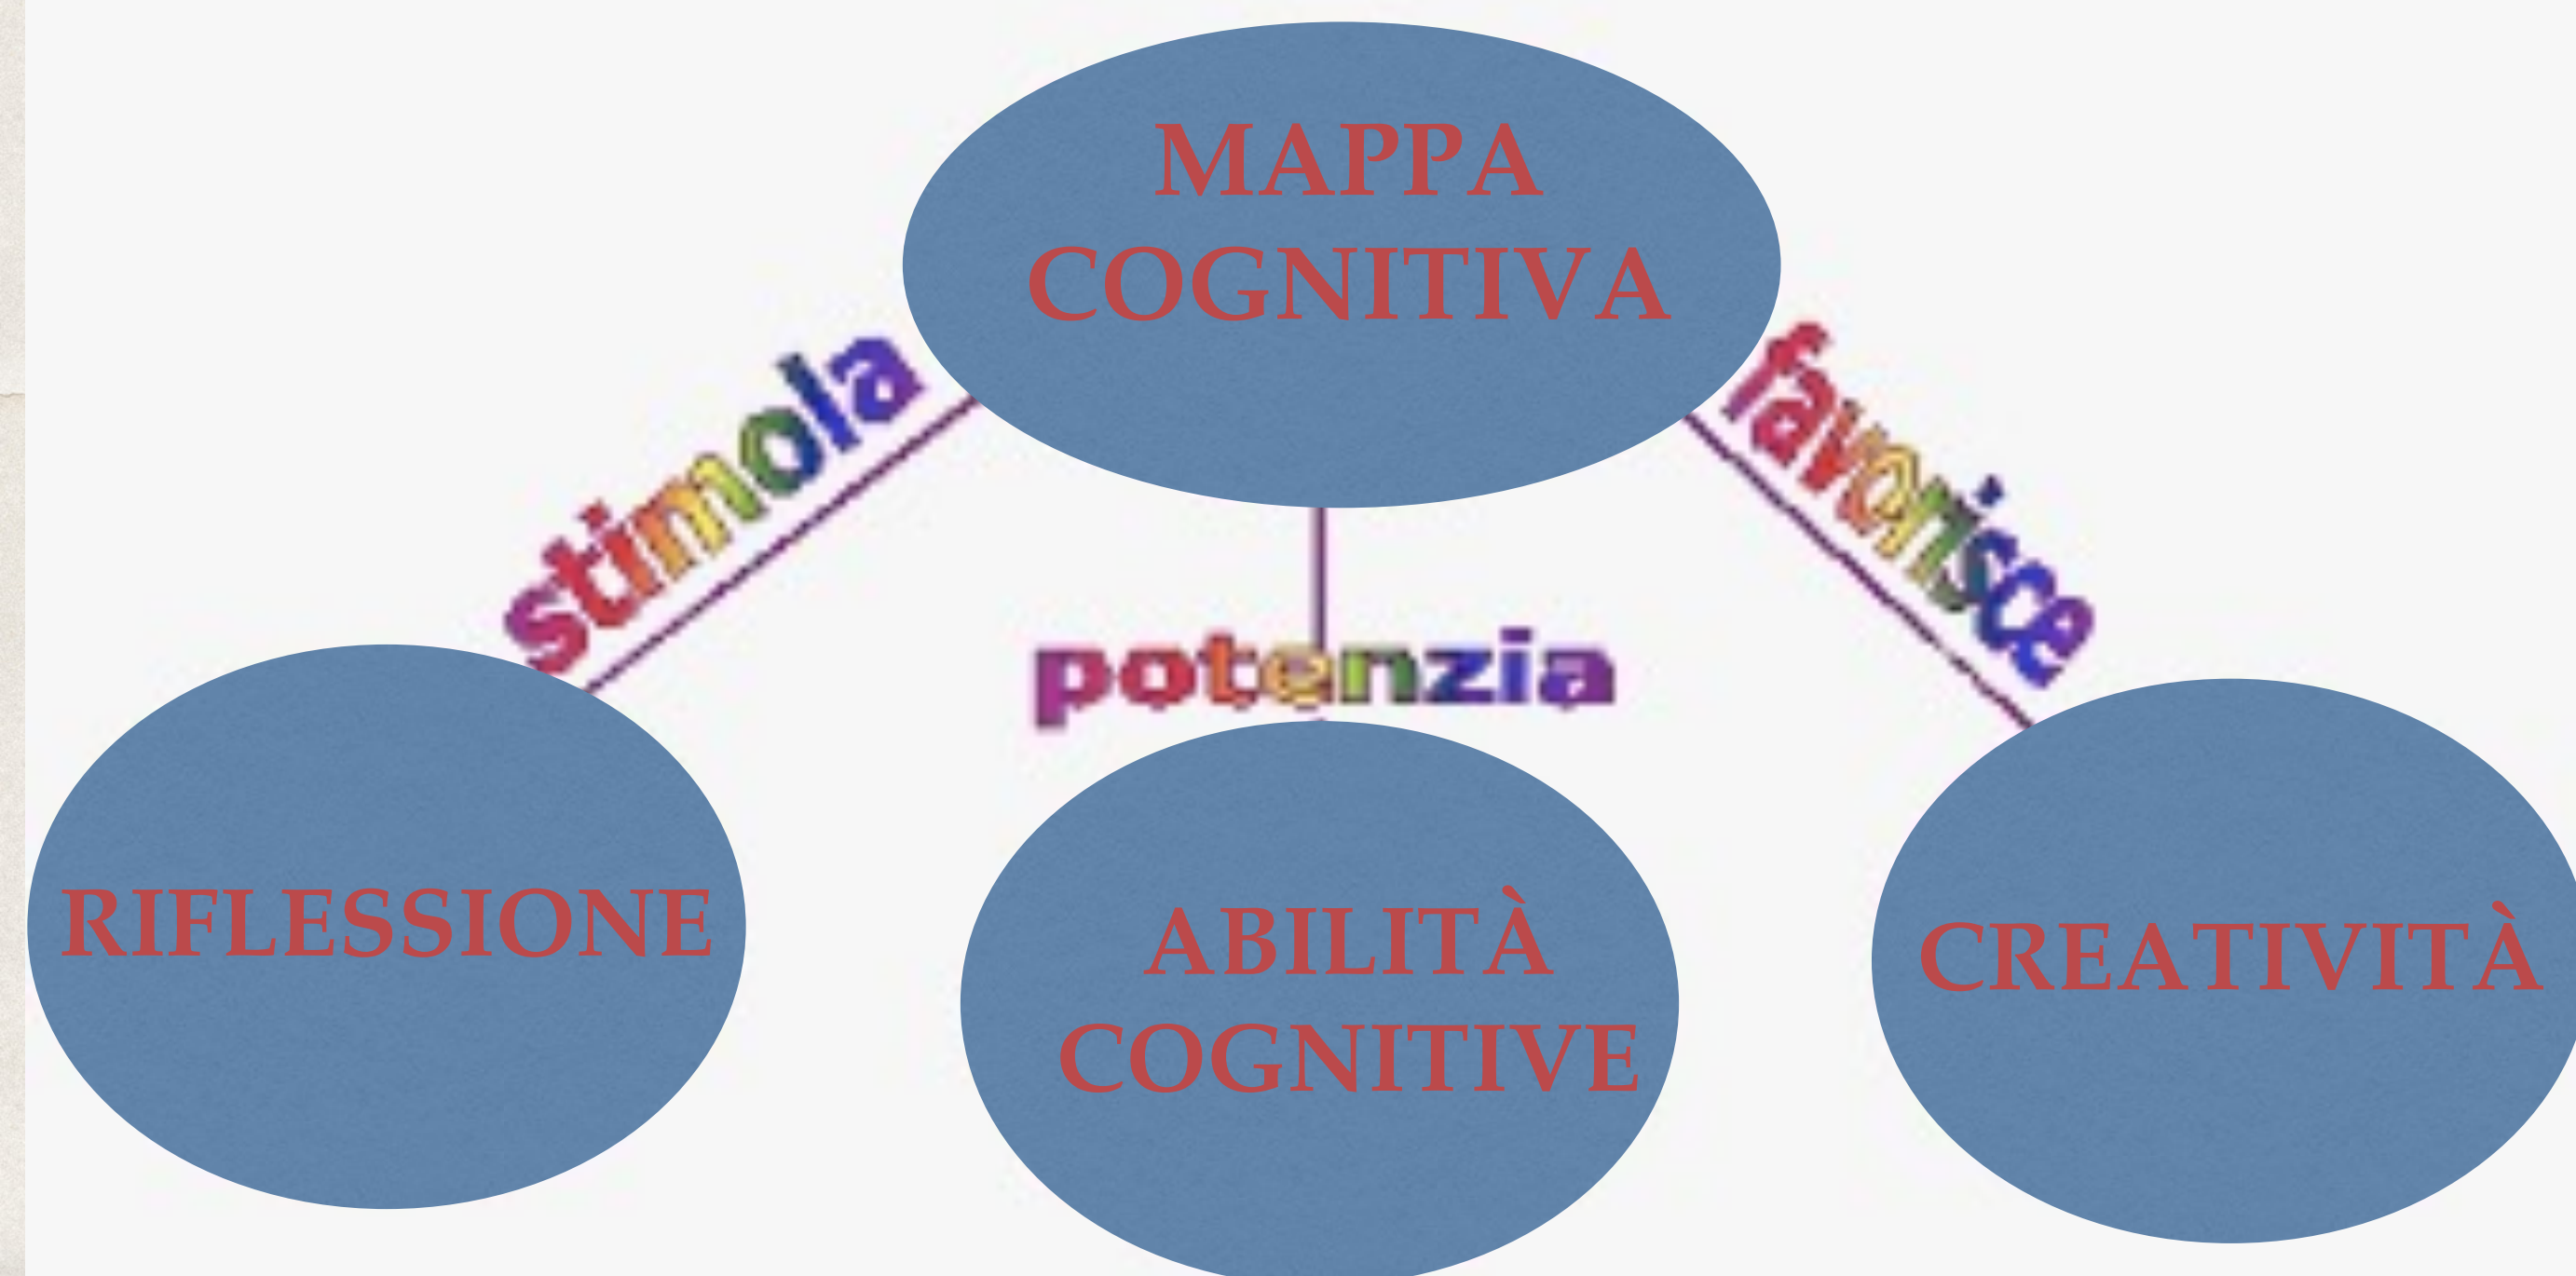 MAPPA
COGNITIVA
stimola
favorisce
potenzia
RIFLESSIONE
ABILITÀ
COGNITIVE
CREATIVITÀ